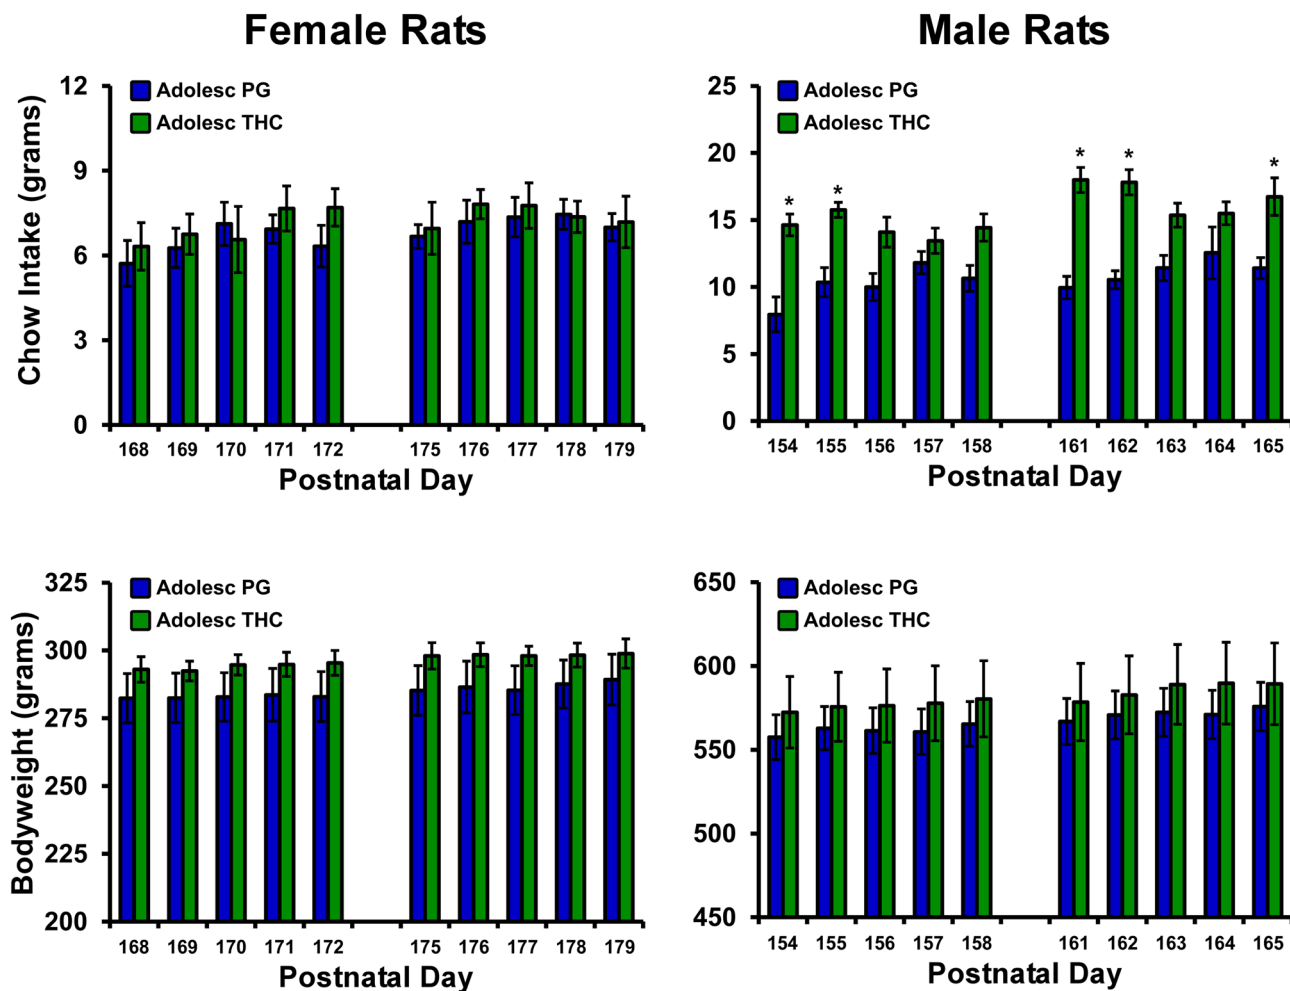 Female Rats
Male Rats
Chow Intake (grams)
12
9
6
3
0
Adolesc PG
Adolesc THC
168 169 170 171 172 175 176 177 178 179
Postnatal Day
25
20
15
10
5
0
Adolesc PG
Adolesc THC
* * * * *
154 155 156 157 158 161 162 163 164 165
Postnatal Day
Bodyweight (grams)
325
300
275
250
225
200
Adolesc PG
Adolesc THC
168 169 170 171 172 175 176 177 178 179
Postnatal Day
650
600
550
500
450
Adolesc PG
Adolesc THC
154 155 156 157 158 161 162 163 164 165
Postnatal Day